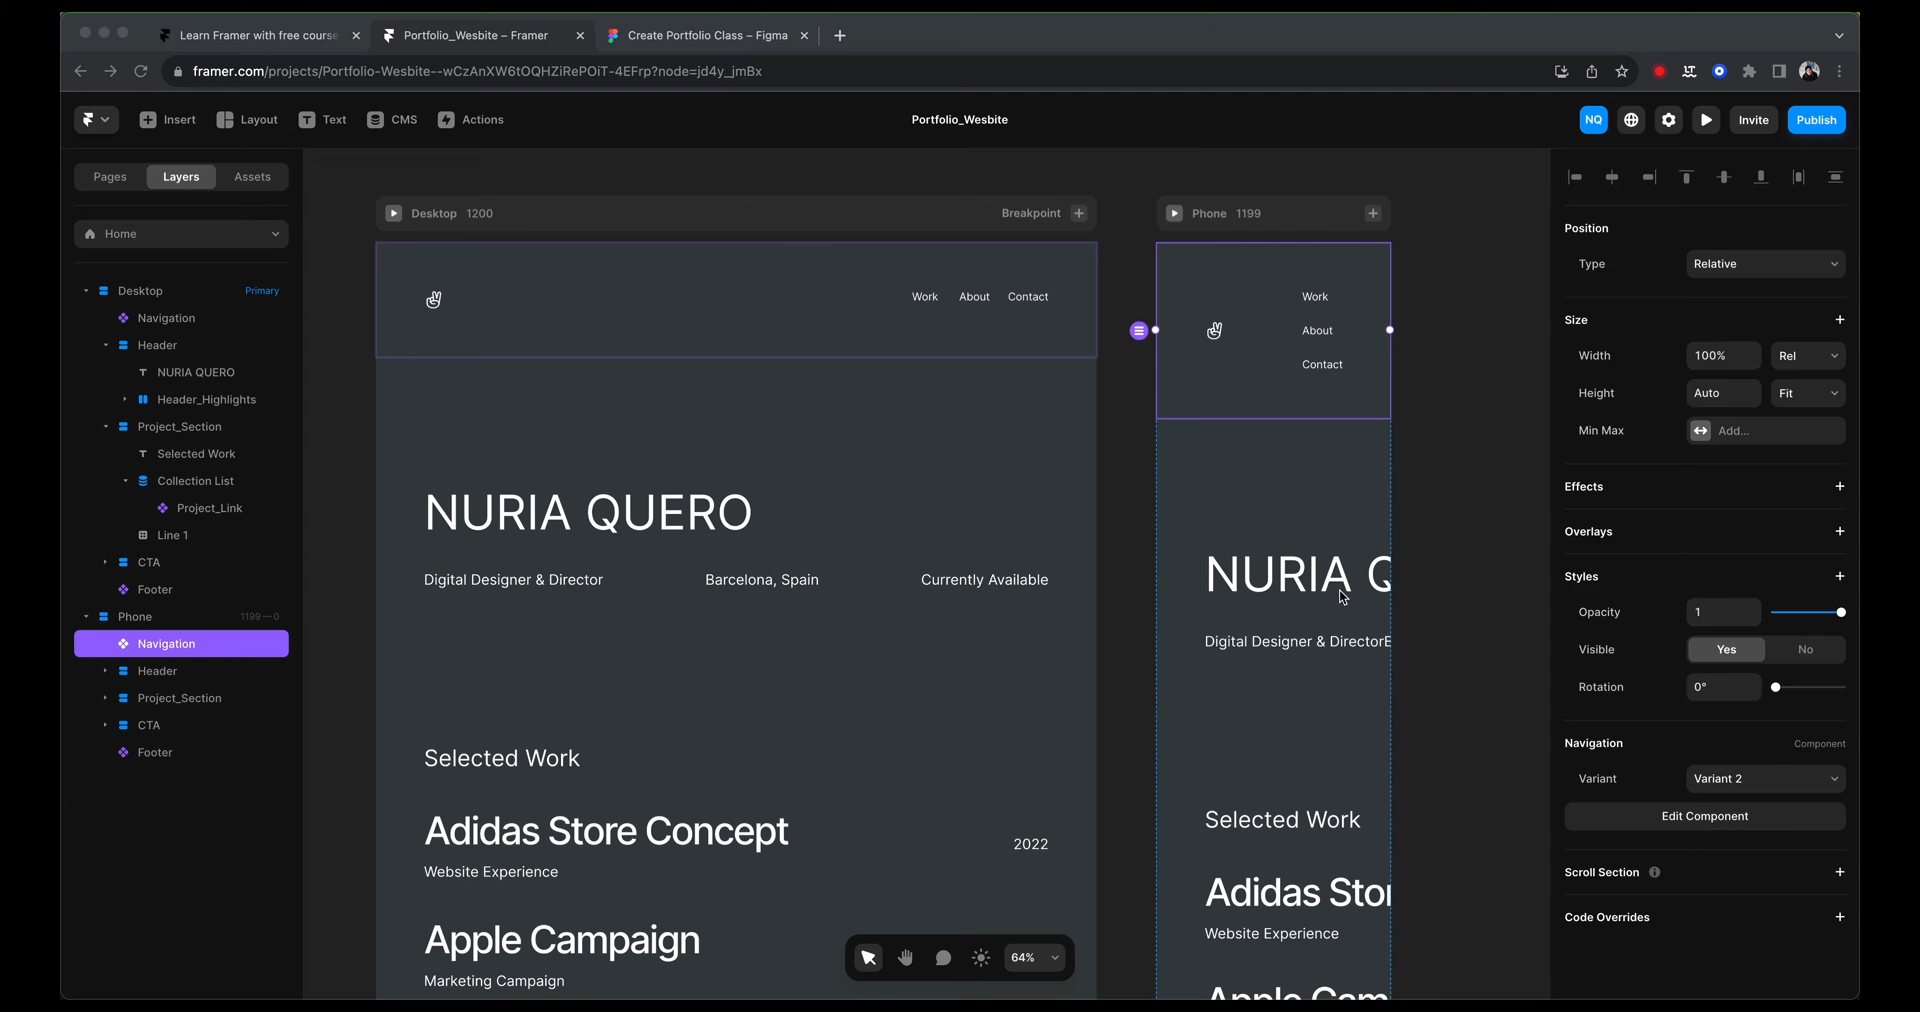 Learn Framer with free course
Portfolio_Wesbite – Framer
Create Portfolio Class – Figma
framer.com/projects/Portfolio-Wesbite--wCzAnXW6tOQHZiRePOiT-4EFrp?node=jd4y_jmBx
Insert
Layout
Text
CMS
Actions
Portfolio_Wesbite
NQ
Invite
Publish
Pages
Layers
Assets
Home
Desktop
Primary
Navigation
Header
NURIA QUERO
Header_Highlights
Project_Section
Selected Work
Collection List
Project_Link
Line 1
CTA
Footer
Phone
1199—0
Navigation
Header
Project_Section
CTA
Footer
Desktop 1200
Breakpoint
Work About Contact
NURIA QUERO
Digital Designer & Director
Barcelona, Spain
Currently Available
Selected Work
Adidas Store Concept
2022
Website Experience
Apple Campaign
Marketing Campaign
64%
Phone 1199
Work
About
Contact
NURIA Q
Digital Designer & DirectorE
Selected Work
Adidas Stor
Website Experience
Apple Cam
Position
Type Relative
Size
Width 100% Rel
Height Auto Fit
Min Max Add...
Effects
Overlays
Styles
Opacity 1
Visible Yes No
Rotation 0°
Navigation Component
Variant Variant 2
Edit Component
Scroll Section
Code Overrides